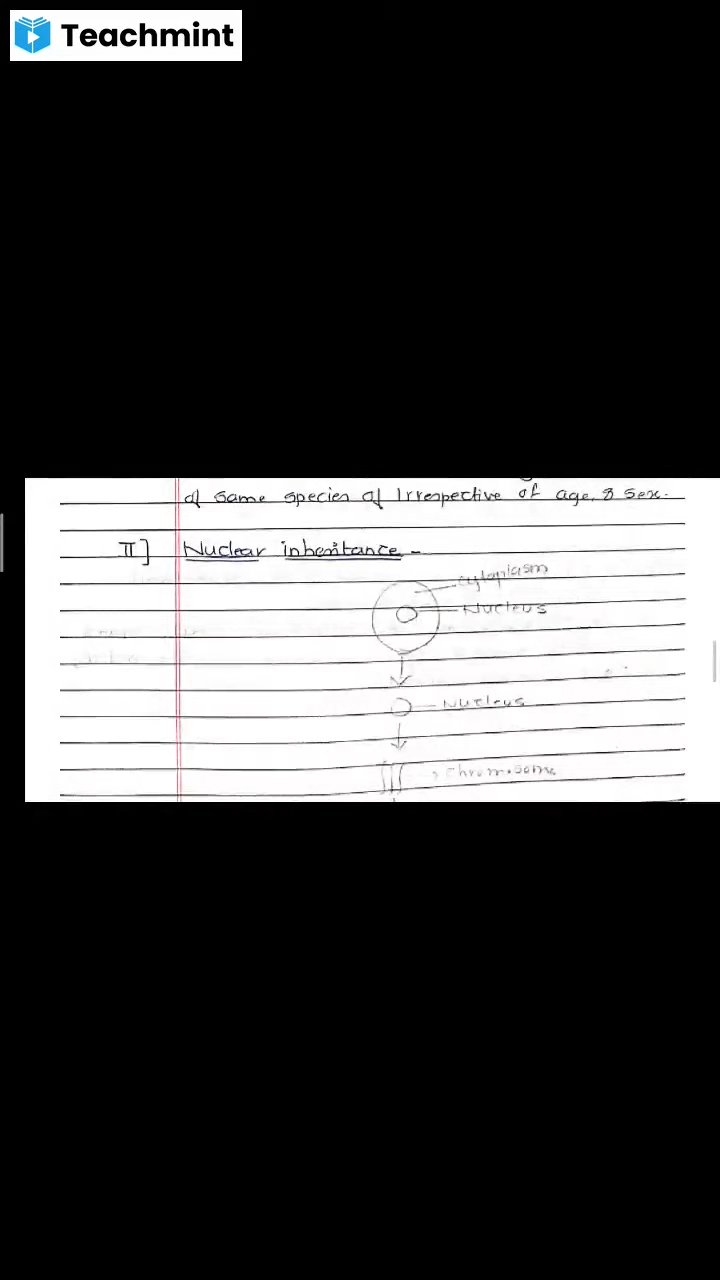 Teachmint
of same species of Irrespective of age & sex.
II] Nuclear inheritance -
cytoplasm
Nucleus
Nucleus
chromosome